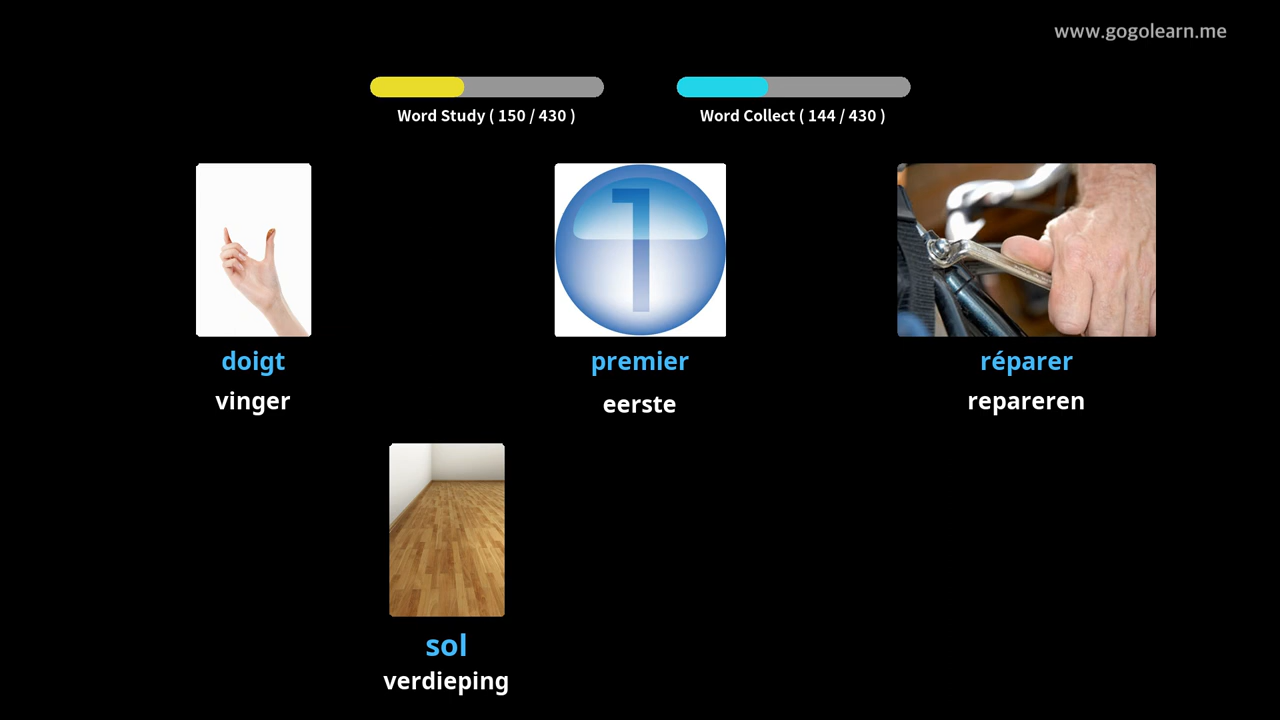 www.gogolearn.me
Word Study ( 150 / 430 )
Word Collect ( 144 / 430 )
1
doigt
vinger
premier
eerste
réparer
repareren
sol
verdieping